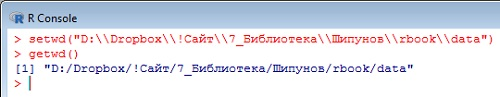 R Console
> setwd("D:\\Dropbox\\!Сайт\\7_Библиотека\\Шипунов\\rbook\\data")
> getwd()
[1] "D:/Dropbox/!Сайт/7_Библиотека/Шипунов/rbook/data"
>